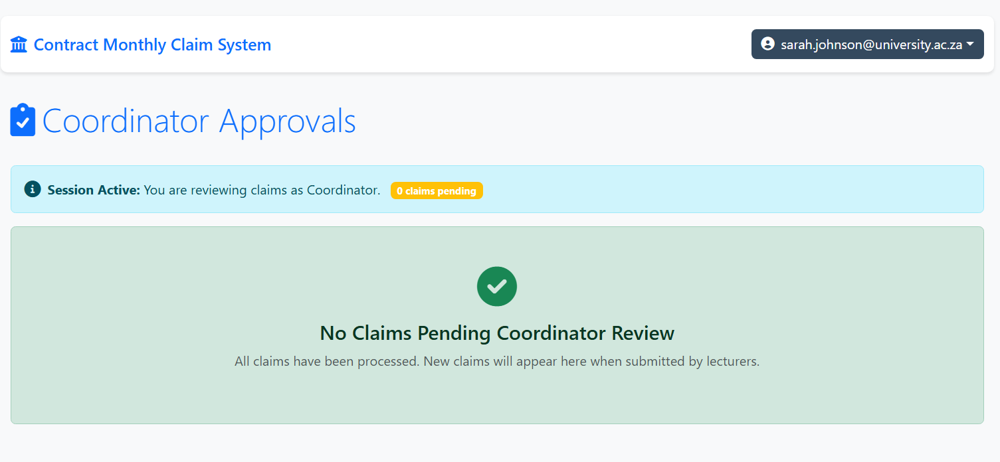 Contract Monthly Claim System
sarah.johnson@university.ac.za
Coordinator Approvals
Session Active: You are reviewing claims as Coordinator. 0 claims pending
No Claims Pending Coordinator Review
All claims have been processed. New claims will appear here when submitted by lecturers.